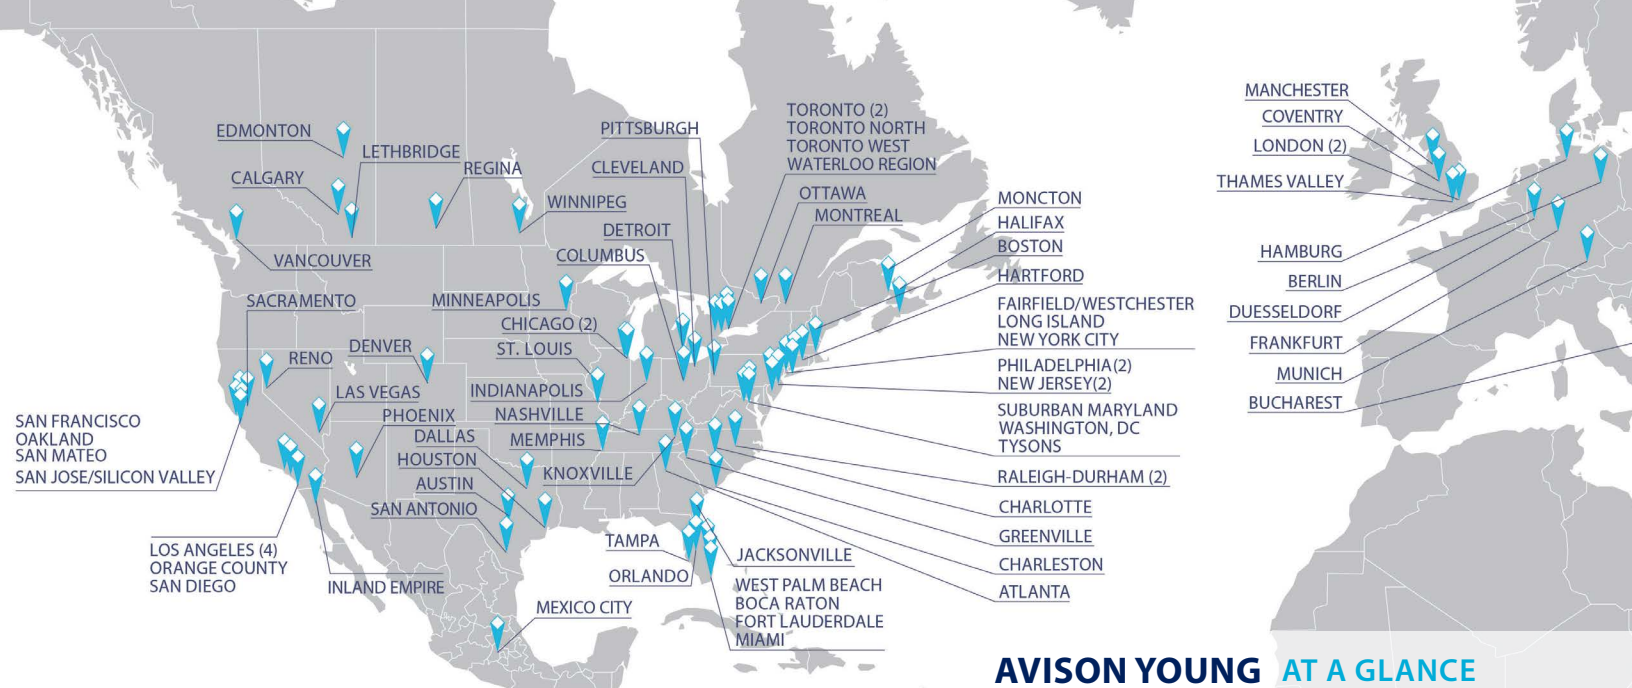 EDMONTON
LETHBRIDGE
CALGARY
REGINA
WINNIPEG
VANCOUVER
SACRAMENTO
MINNEAPOLIS
CHICAGO (2)
ST. LOUIS
DENVER
RENO
LAS VEGAS
INDIANAPOLIS
NASHVILLE
PHOENIX
MEMPHIS
DALLAS
HOUSTON
KNOXVILLE
AUSTIN
SAN ANTONIO
SAN FRANCISCO
OAKLAND
SAN MATEO
SAN JOSE/SILICON VALLEY
LOS ANGELES (4)
ORANGE COUNTY
SAN DIEGO
INLAND EMPIRE
MEXICO CITY
PITTSBURGH
CLEVELAND
DETROIT
COLUMBUS
TORONTO (2)
TORONTO NORTH
TORONTO WEST
WATERLOO REGION
OTTAWA
MONTREAL
MONCTON
HALIFAX
BOSTON
HARTFORD
FAIRFIELD/WESTCHESTER
LONG ISLAND
NEW YORK CITY
PHILADELPHIA(2)
NEW JERSEY(2)
SUBURBAN MARYLAND
WASHINGTON, DC
TYSONS
RALEIGH-DURHAM (2)
CHARLOTTE
GREENVILLE
CHARLESTON
ATLANTA
TAMPA
ORLANDO
JACKSONVILLE
WEST PALM BEACH
BOCA RATON
FORT LAUDERDALE
MIAMI
MANCHESTER
COVENTRY
LONDON (2)
THAMES VALLEY
HAMBURG
BERLIN
DUESSELDORF
FRANKFURT
MUNICH
BUCHAREST
AVISON YOUNG AT A GLANCE